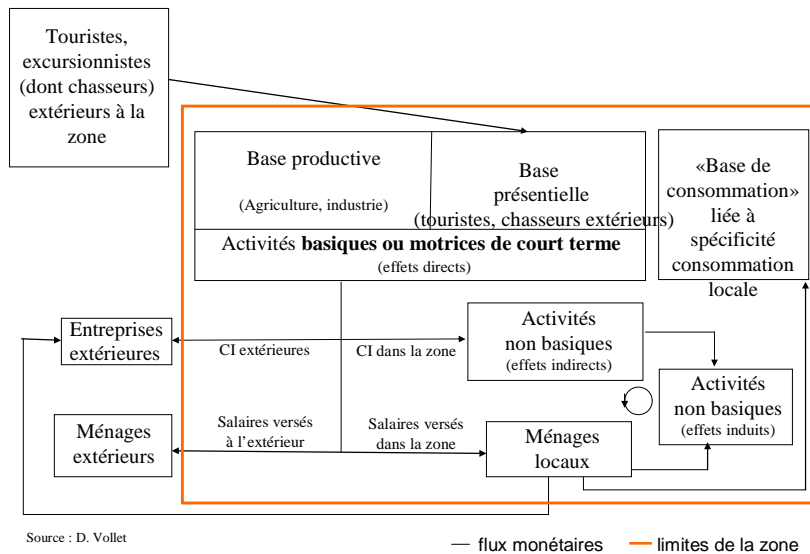 Touristes,
excursionnistes
(dont chasseurs)
extérieurs à la
zone
Base productive
(Agriculture, industrie)
Base
présentielle
(touristes, chasseurs extérieurs)
Activités basiques ou motrices de court terme
(effets directs)
«Base de
consommation»
liée à
spécificité
consommation
locale
Entreprises
extérieures
CI extérieures
CI dans la zone
Activités
non basiques
(effets indirects)
Activités
non basiques
(effets induits)
Ménages
extérieurs
Salaires versés
à l’extérieur
Salaires versés
dans la zone
Ménages
locaux
Source : D. Vollet
flux monétaires
limites de la zone